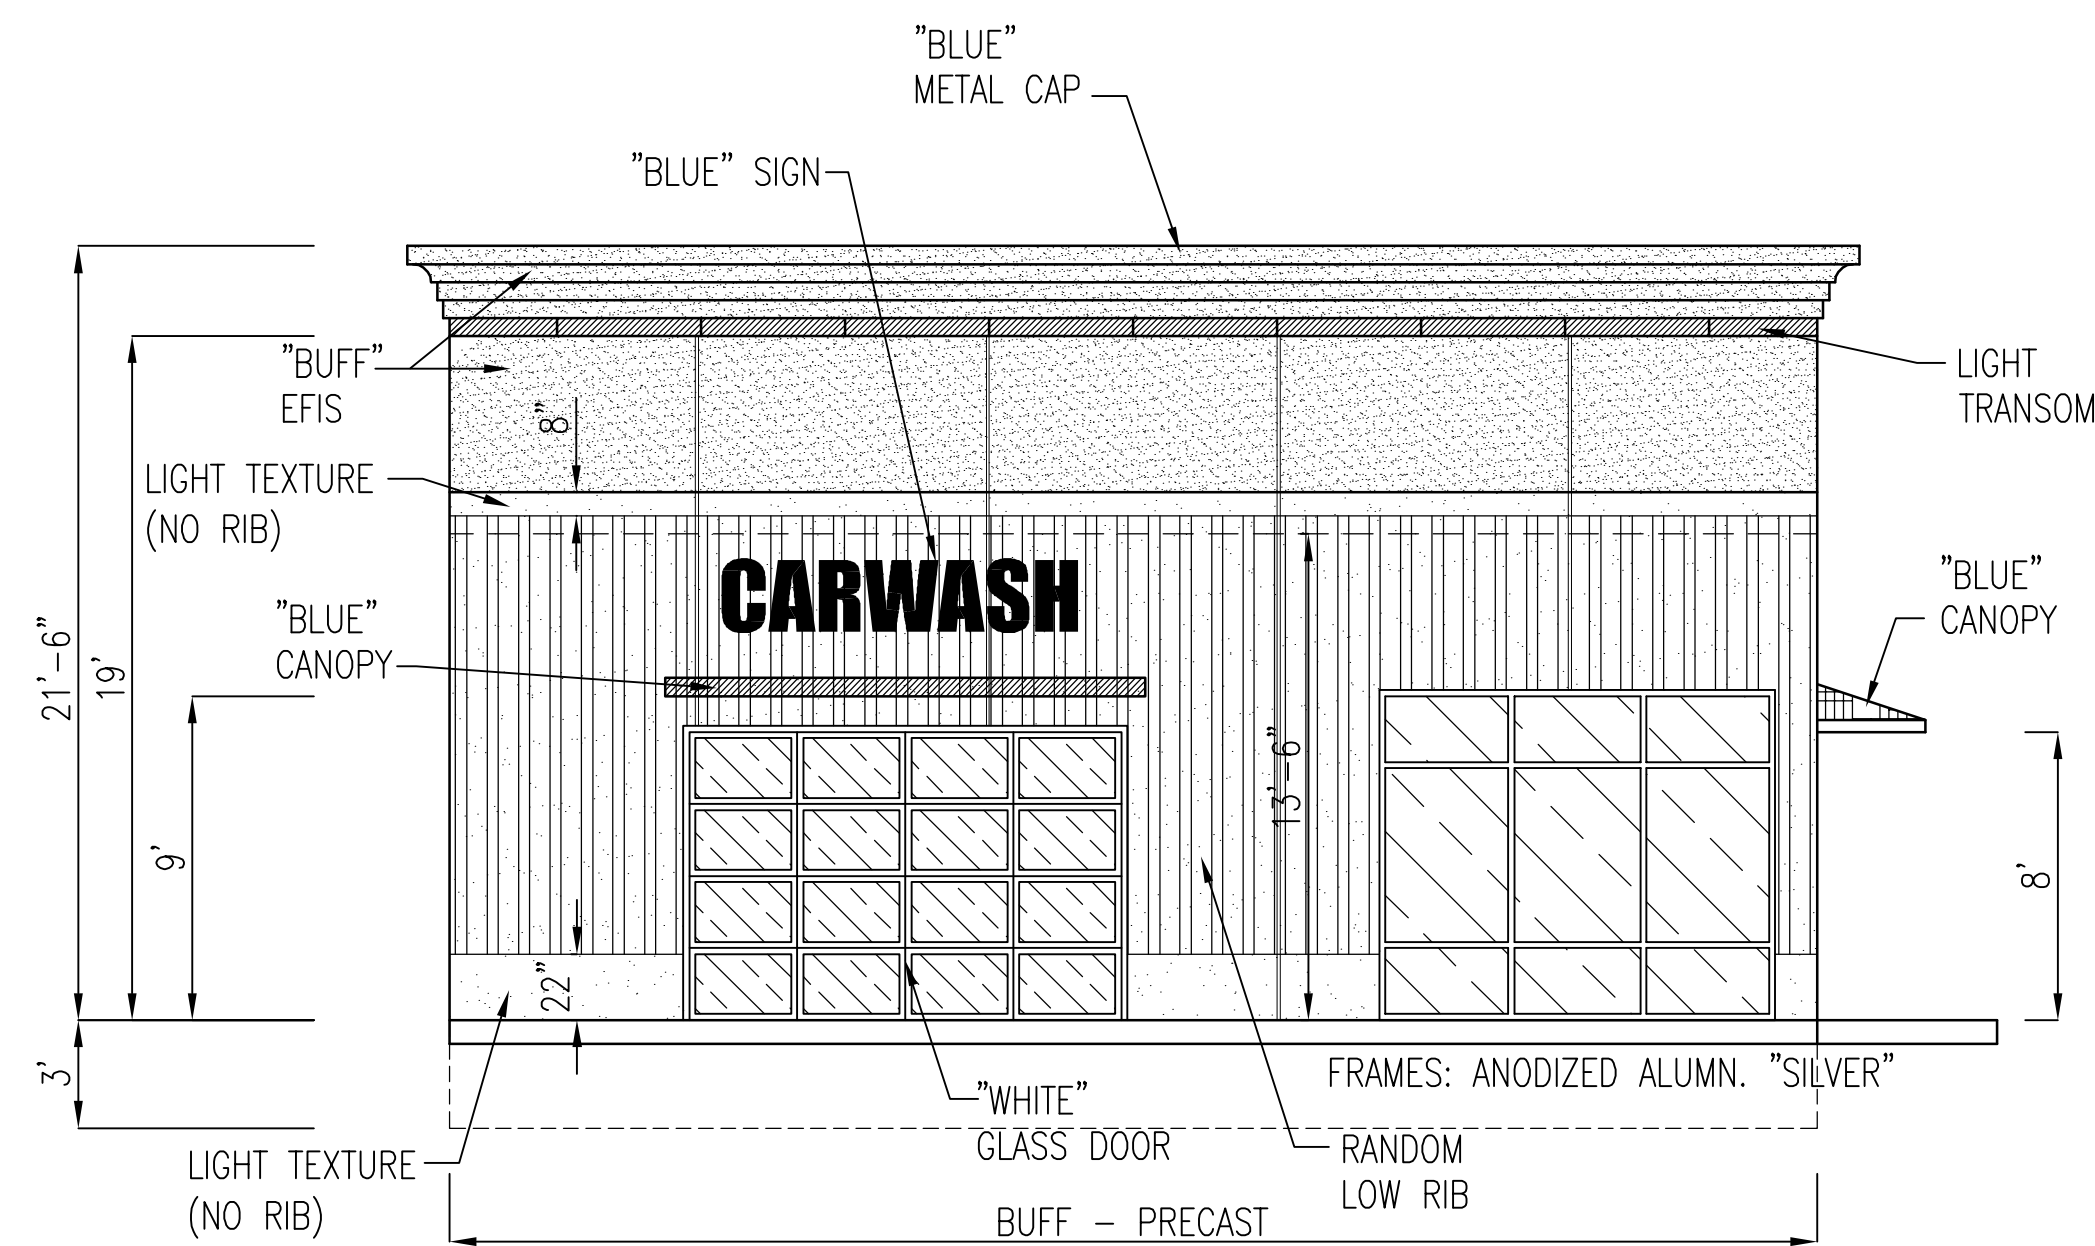 ”BLUE”
METAL CAP
”BLUE” SIGN
”BUFF”
EFIS
LIGHT
TRANSOM
8”
LIGHT TEXTURE
(NO RIB)
”BLUE”
CANOPY
CARWASH
”BLUE”
CANOPY
21'-6”
19'
9'
13'-6”
8'
22”
3'
FRAMES: ANODIZED ALUMN. ”SILVER”
”WHITE”
GLASS DOOR
LIGHT TEXTURE
(NO RIB)
RANDOM
LOW RIB
BUFF - PRECAST